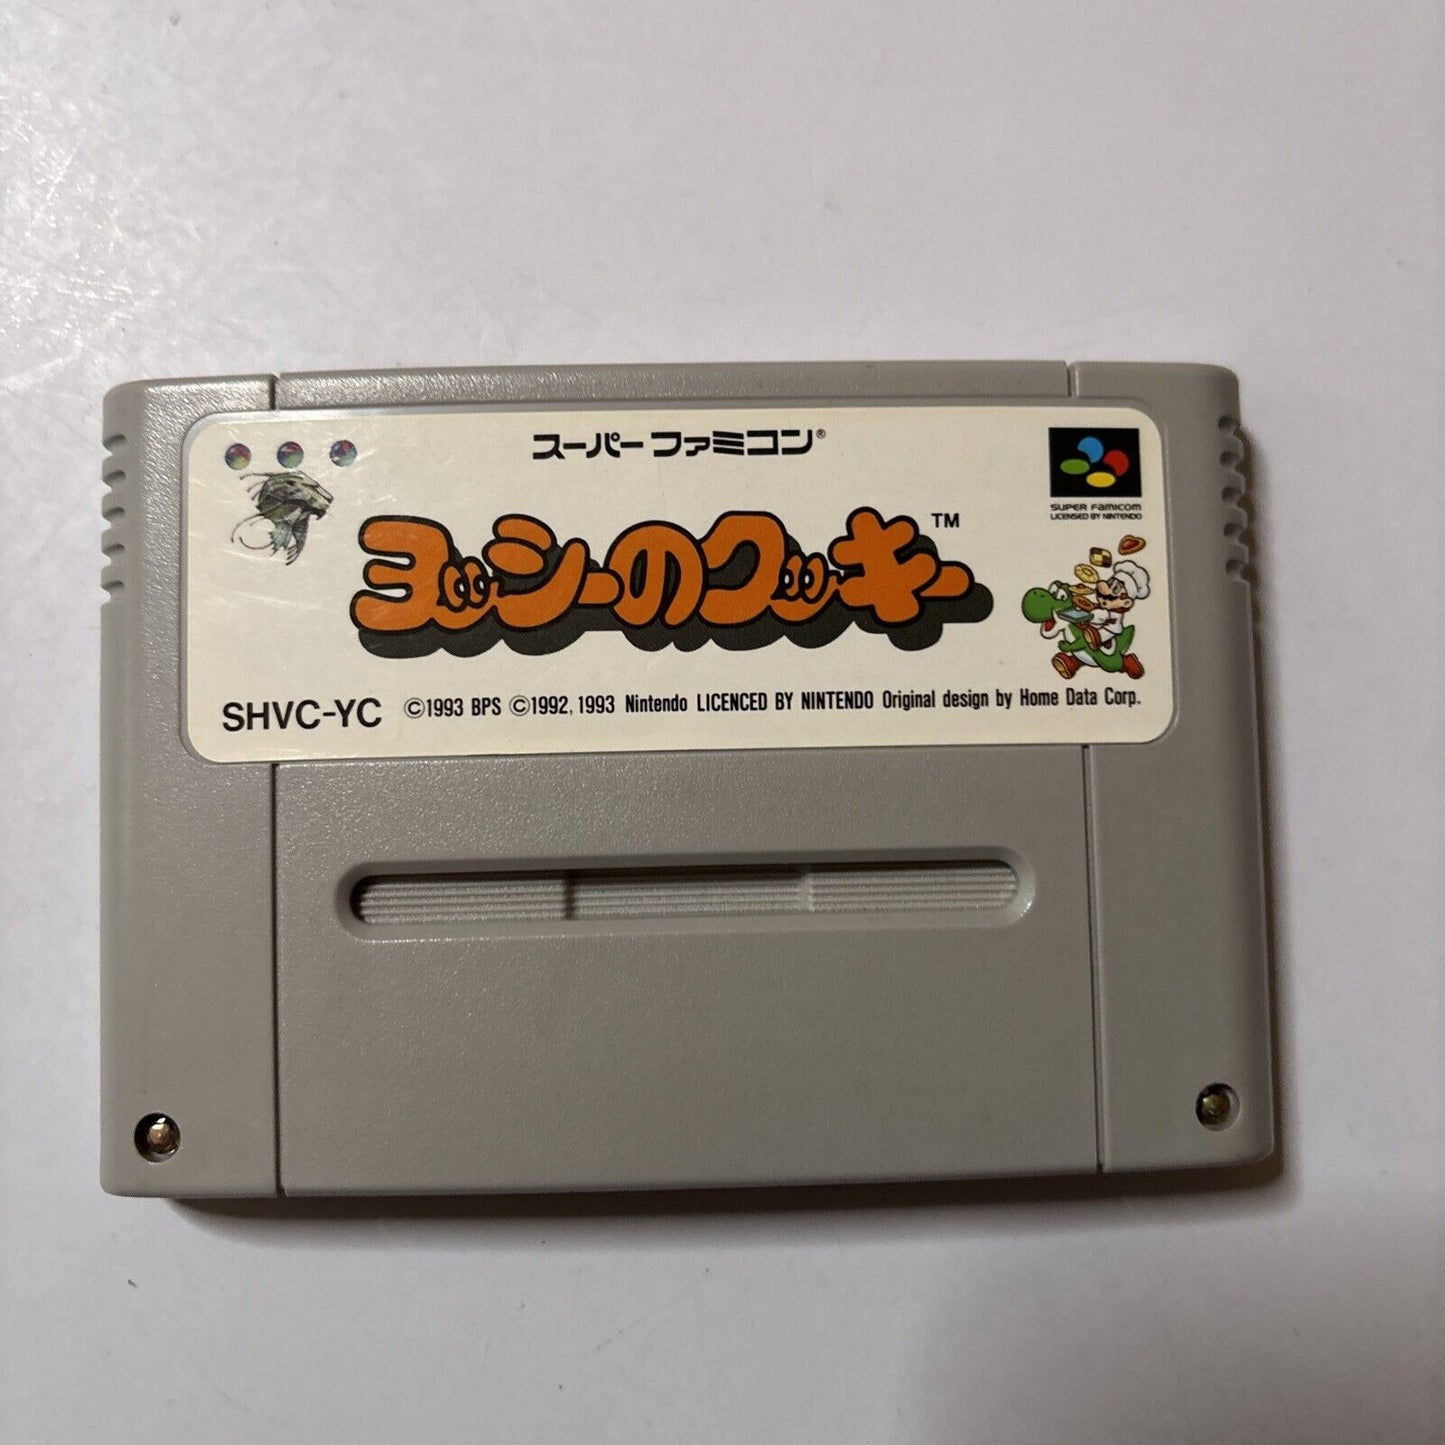 スーパーファミコン®
SUPER FAMICOM
LICENSED BY NINTENDO
ヨッシーのクッキー™
SHVC-YC ©1993 BPS ©1992, 1993 Nintendo LICENCED BY NINTENDO Original design by Home Data Corp.